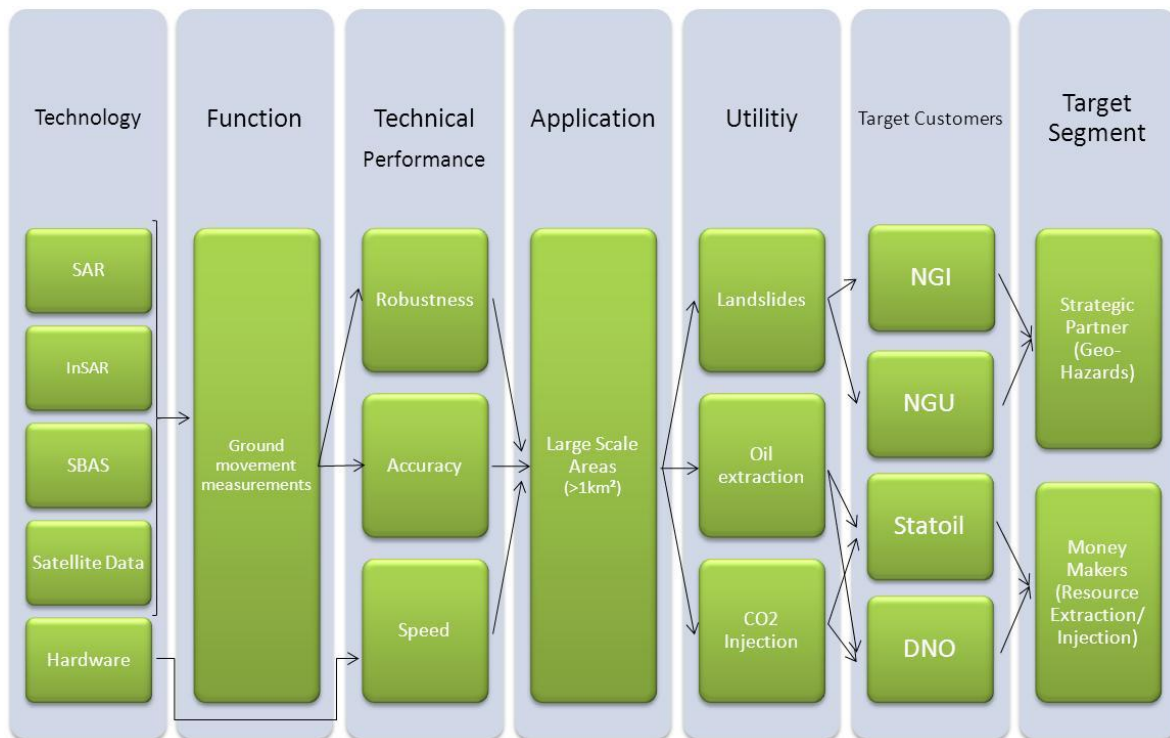 Technology
Function
Technical
Performance
Application
Utilitiy
Target Customers
Target
Segment
SAR
InSAR
SBAS
Satellite Data
Hardware
Ground
movement
measurements
Robustness
Accuracy
Speed
Large Scale
Areas
(>1km²)
Landslides
Oil
extraction
CO2
Injection
NGI
NGU
Statoil
DNO
Strategic
Partner
(Geo-
Hazards)
Money
Makers
(Resource
Extraction/
Injection)